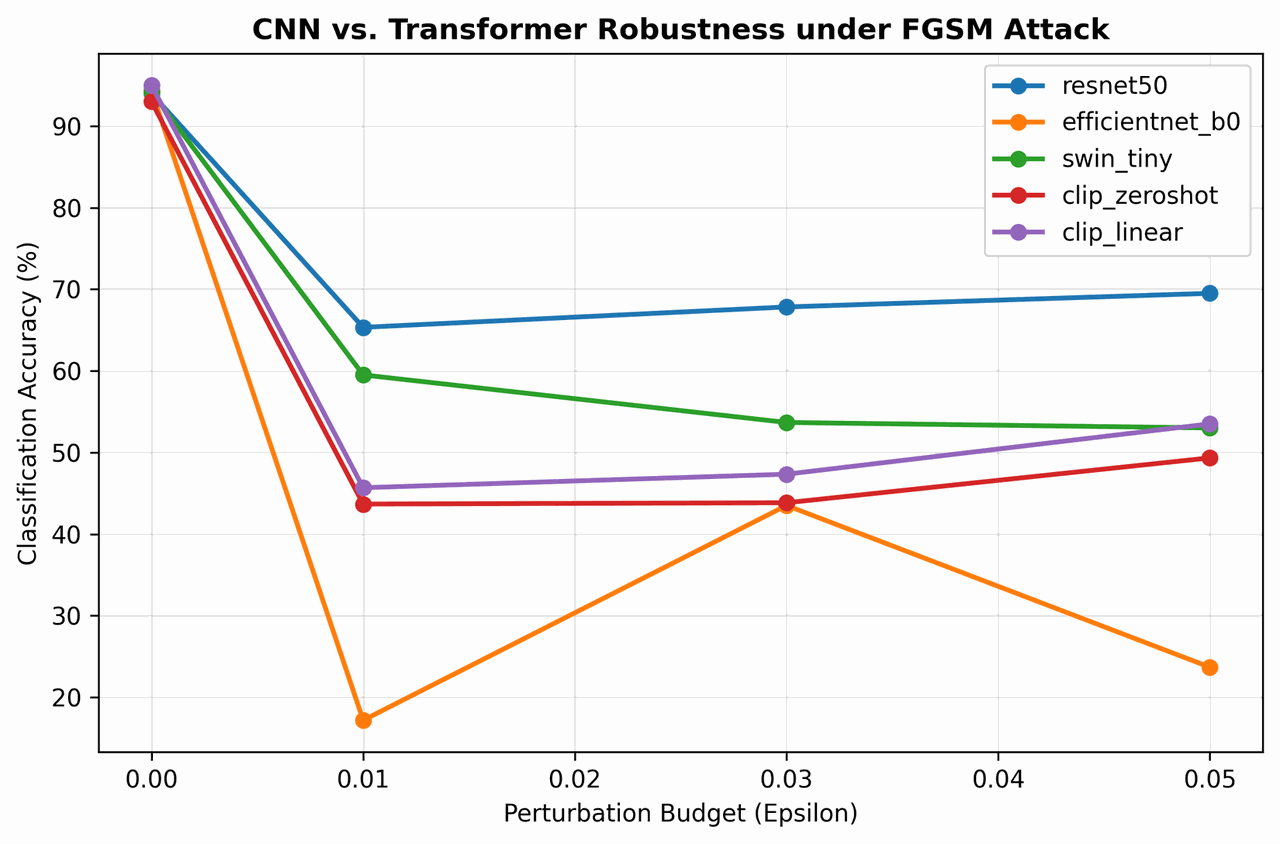 CNN vs. Transformer Robustness under FGSM Attack
resnet50
efficientnet_b0
swin_tiny
clip_zeroshot
clip_linear
Classification Accuracy (%)
90
80
70
60
50
40
30
20
0.00 0.01 0.02 0.03 0.04 0.05
Perturbation Budget (Epsilon)